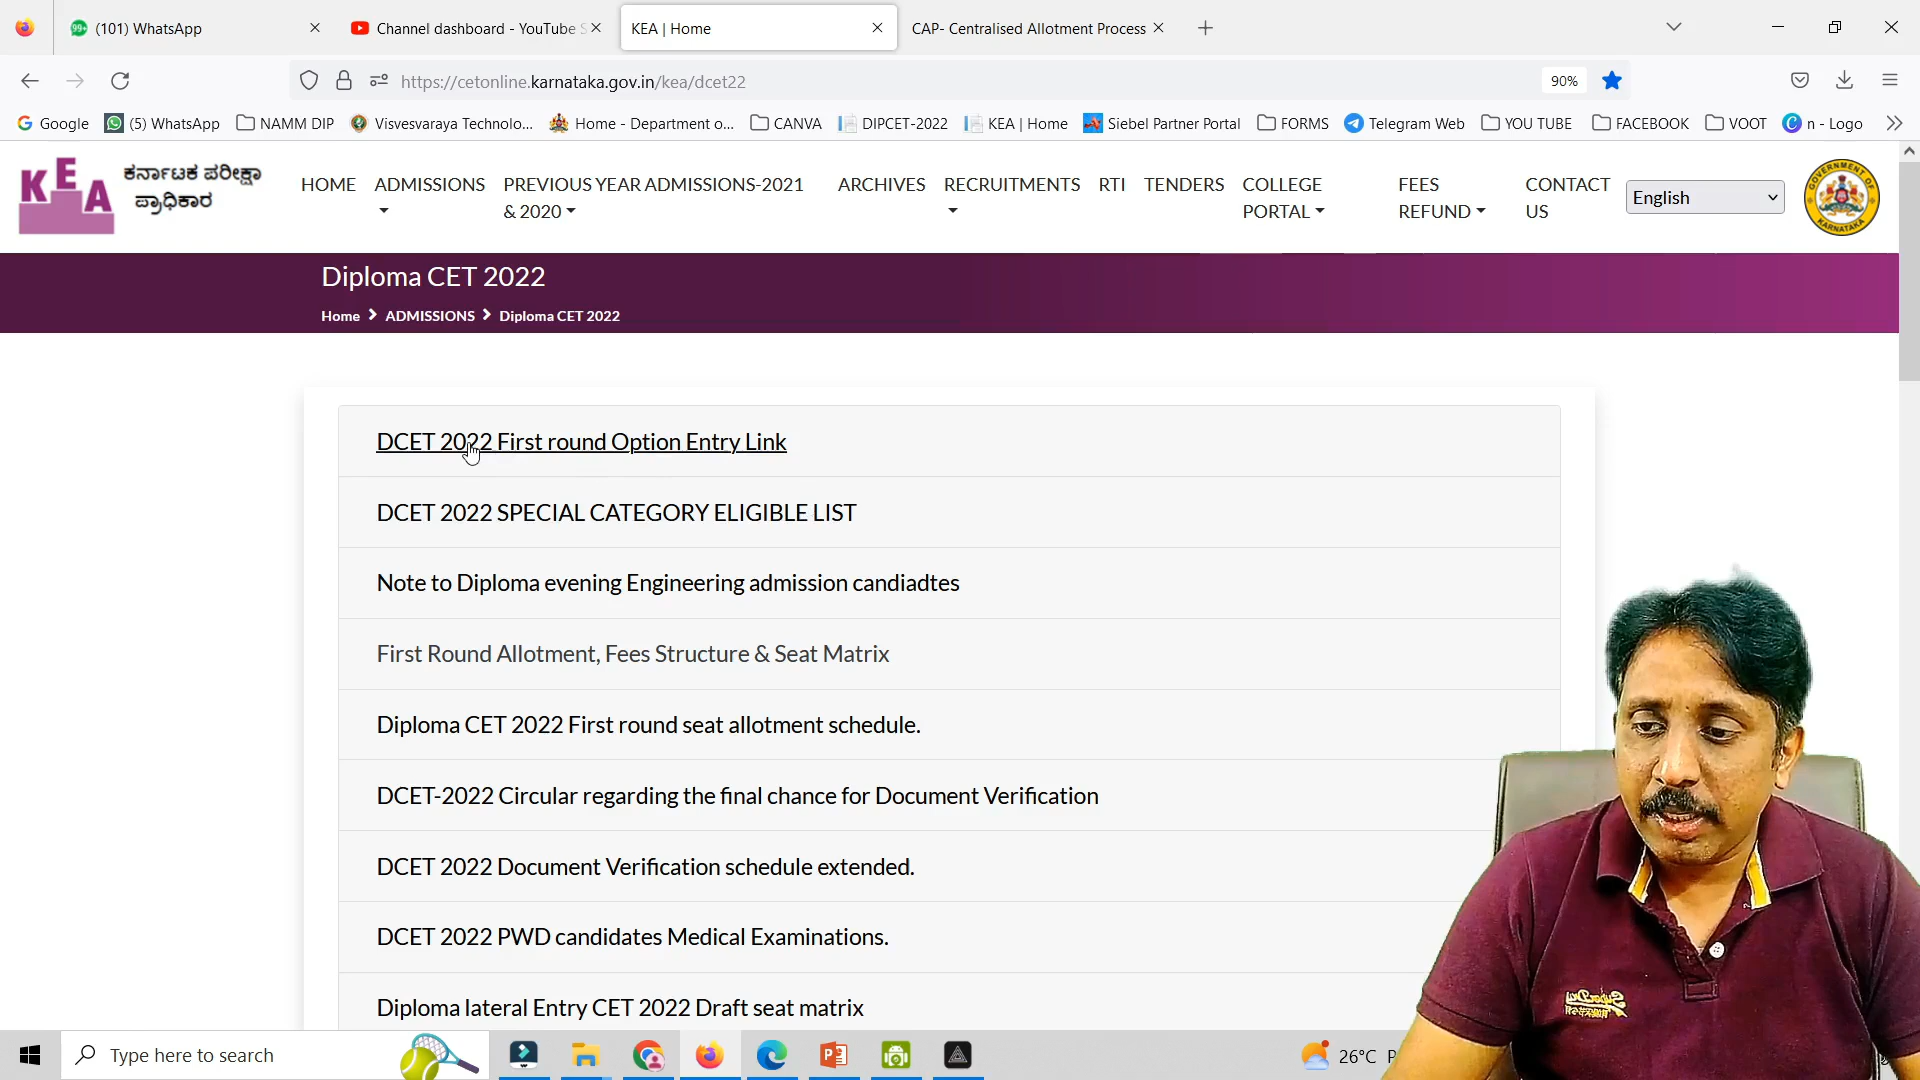 (101) WhatsApp
Channel dashboard - YouTube S
KEA | Home
CAP- Centralised Allotment Process
https://cetonline.karnataka.gov.in/kea/dcet22
90%
Google
(5) WhatsApp
NAMM DIP
Visvesvaraya Technolo...
Home - Department o...
CANVA
DIPCET-2022
KEA | Home
Siebel Partner Portal
FORMS
Telegram Web
YOU TUBE
FACEBOOK
VOOT
n - Logo
KEA
ಕರ್ನಾಟಕ ಪರೀಕ್ಷಾ
ಪ್ರಾಧಿಕಾರ
HOME
ADMISSIONS
PREVIOUS YEAR ADMISSIONS-2021
& 2020
ARCHIVES
RECRUITMENTS
RTI
TENDERS
COLLEGE
PORTAL
FEES
REFUND
CONTACT
US
English
GOVERNMENT OF
KARNATAKA
Diploma CET 2022
Home
ADMISSIONS
Diploma CET 2022
DCET 2022 First round Option Entry Link
DCET 2022 SPECIAL CATEGORY ELIGIBLE LIST
Note to Diploma evening Engineering admission candiadtes
First Round Allotment, Fees Structure & Seat Matrix
Diploma CET 2022 First round seat allotment schedule.
DCET-2022 Circular regarding the final chance for Document Verification
DCET 2022 Document Verification schedule extended.
DCET 2022 PWD candidates Medical Examinations.
Diploma lateral Entry CET 2022 Draft seat matrix
Type here to search
26°C